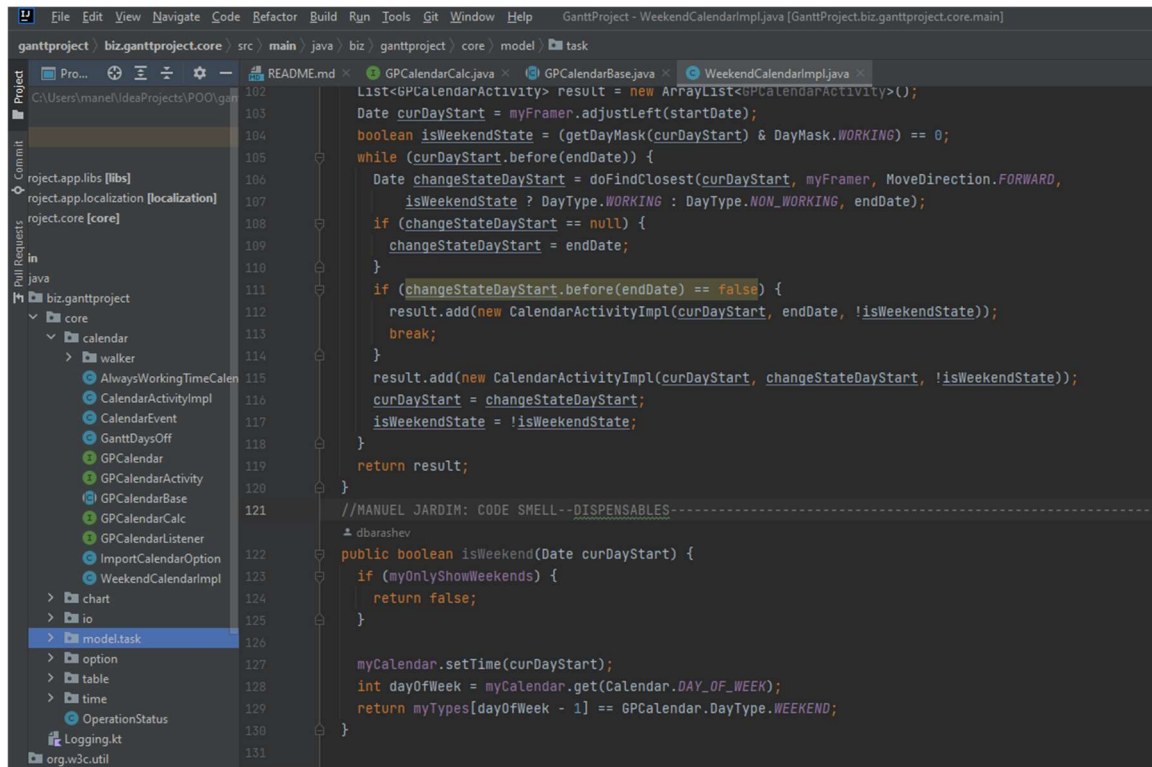 File Edit View Navigate Code Refactor Build Run Tools Git Window Help GanttProject - WeekendCalendarImpl.java [GanttProject.biz.ganttproject.core.main]
ganttproject › biz.ganttproject.core › src › main › java › biz › ganttproject › core › model › task
Project
Commit
Pull Requests
Pro...
C:\Users\manel\IdeaProjects\POO\gan
roject.app.libs [libs]
roject.app.localization [localization]
roject.core [core]
in
java
biz.ganttproject
core
calendar
walker
AlwaysWorkingTimeCalen
CalendarActivityImpl
CalendarEvent
GanttDaysOff
GPCalendar
GPCalendarActivity
GPCalendarBase
GPCalendarCalc
GPCalendarListener
ImportCalendarOption
WeekendCalendarImpl
chart
io
model.task
option
table
time
OperationStatus
Logging.kt
org.w3c.util
README.md × GPCalendarCalc.java × GPCalendarBase.java × WeekendCalendarImpl.java ×
102 List<GPCalendarActivity> result = new ArrayList<GPCalendarActivity>();
103 Date curDayStart = myFramer.adjustLeft(startDate);
104 boolean isWeekendState = (getDayMask(curDayStart) & DayMask.WORKING) == 0;
105 while (curDayStart.before(endDate)) {
106 Date changeStateDayStart = doFindClosest(curDayStart, myFramer, MoveDirection.FORWARD,
107 isWeekendState ? DayType.WORKING : DayType.NON_WORKING, endDate);
108 if (changeStateDayStart == null) {
109 changeStateDayStart = endDate;
110 }
111 if (changeStateDayStart.before(endDate) == false) {
112 result.add(new CalendarActivityImpl(curDayStart, endDate, !isWeekendState));
113 break;
114 }
115 result.add(new CalendarActivityImpl(curDayStart, changeStateDayStart, !isWeekendState));
116 curDayStart = changeStateDayStart;
117 isWeekendState = !isWeekendState;
118 }
119 return result;
120 }
121 //MANUEL JARDIM: CODE SMELL--DISPENSABLES-----------------------------------------------------------
dbarashev
122 public boolean isWeekend(Date curDayStart) {
123 if (myOnlyShowWeekends) {
124 return false;
125 }
126
127 myCalendar.setTime(curDayStart);
128 int dayOfWeek = myCalendar.get(Calendar.DAY_OF_WEEK);
129 return myTypes[dayOfWeek - 1] == GPCalendar.DayType.WEEKEND;
130 }
131